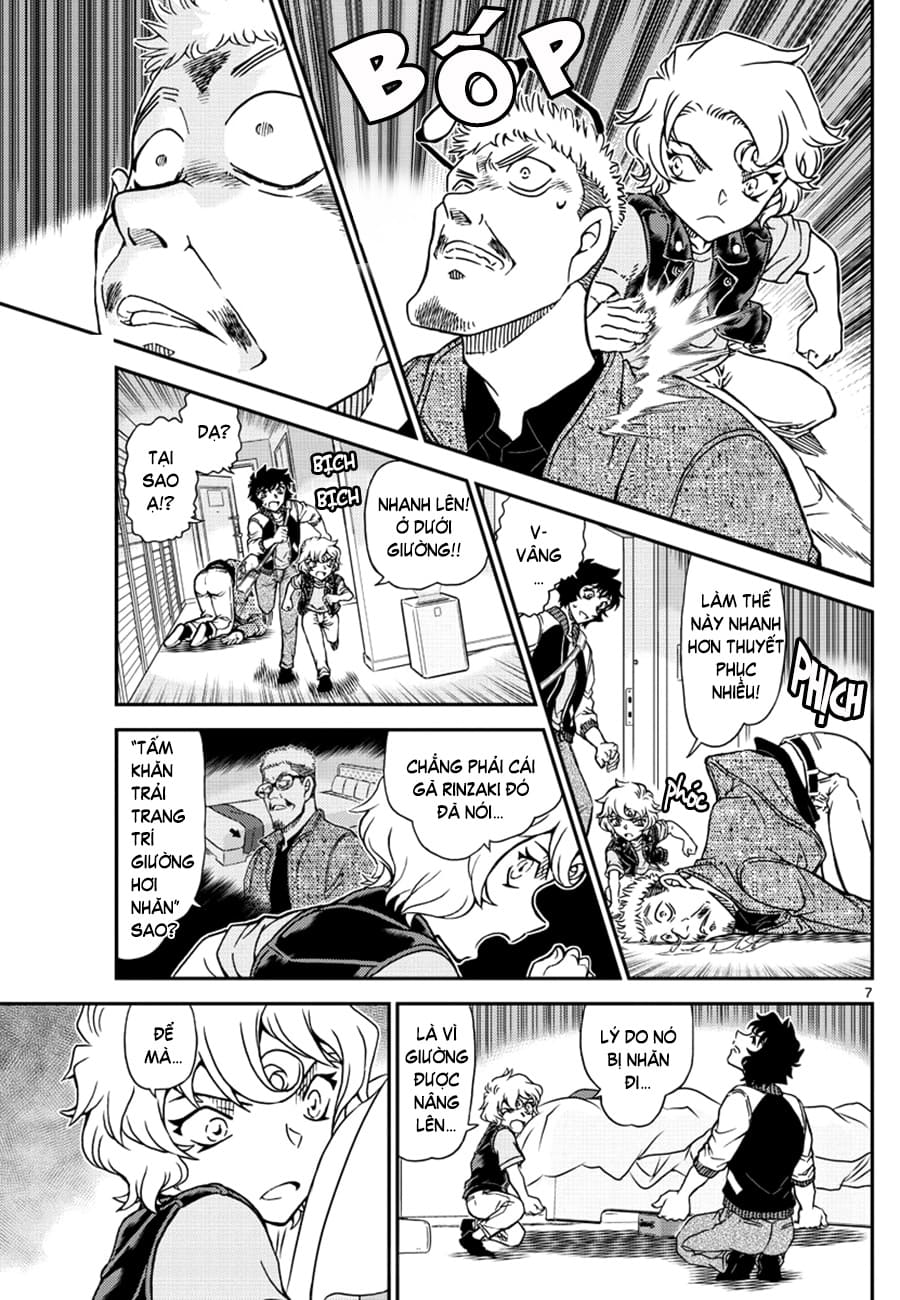 BỐP
V-
VÂNG
...
LÀM THẾ
NÀY NHANH
HƠN THUYẾT
PHỤC
NHIỀU!
PHỊCH
PHÓC
DẠ?
TẠI
SAO
Ạ!?
BỊCH
BỊCH
NHANH LÊN!
Ở DƯỚI
GIƯỜNG!!
CHẲNG PHẢI CÁI
GÃ RINZAKI ĐÓ
ĐÃ NÓI...
"TẤM
KHĂN
TRẢI
TRANG
TRÍ
GIƯỜNG
HƠI
NHĂN"
SAO?
7
LÝ DO NÓ
BỊ NHĂN
ĐI...
LÀ VÌ
GIƯỜNG
ĐƯỢC
NÂNG
LÊN...
ĐỂ
MÀ...